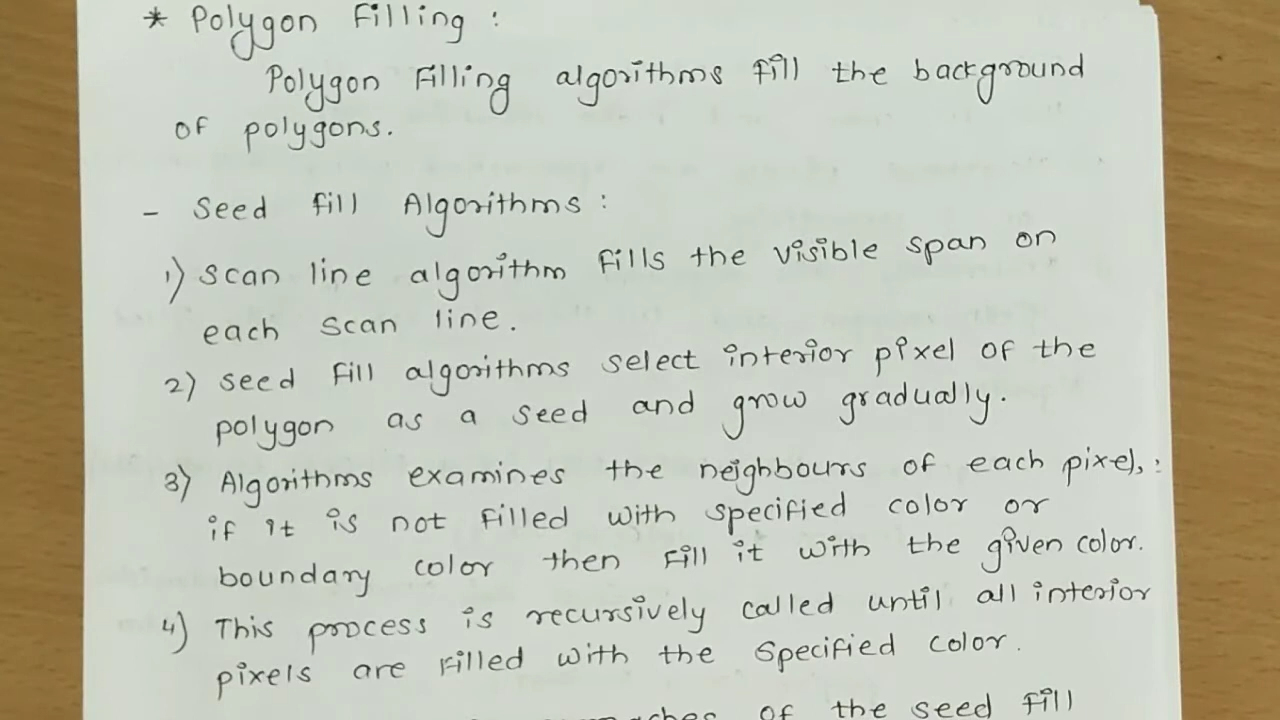 * Polygon Filling :
Polygon Filling algorithms fill the background
of polygons.
- Seed fill Algorithms :
1) Scan line algorithm fills the visible span on
each scan line.
2) seed fill algorithms select interior pixel of the
polygon as a seed and grow gradually.
3) Algorithms examines the neighbours of each pixel, :
if it is not filled with specified color or
boundary color then fill it with the given color.
4) This process is recursively called until all interior
pixels are filled with the specified color.
of the seed fill